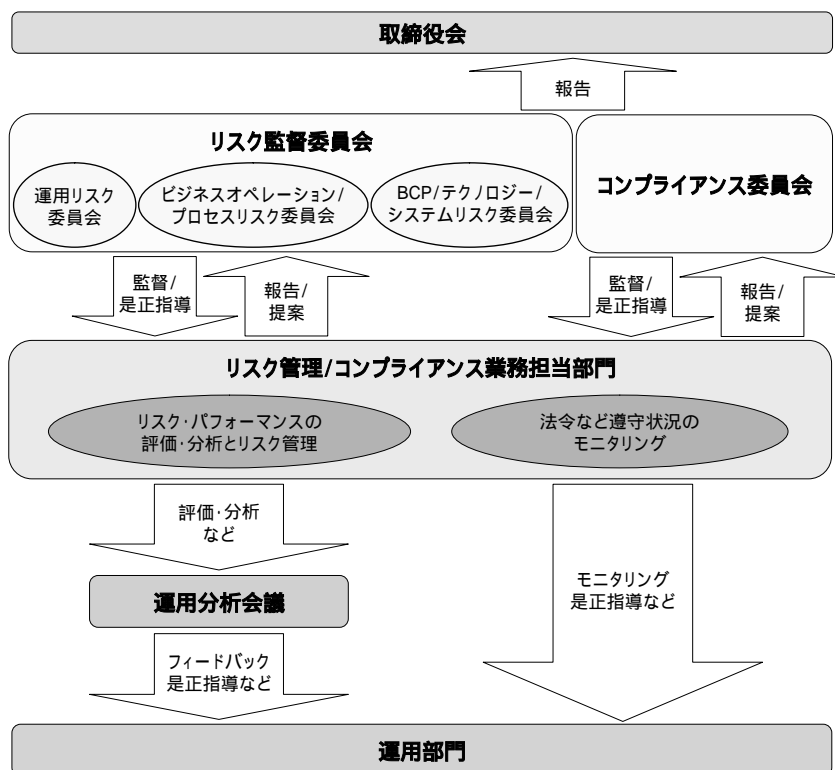 取締役会
報告
リスク監督委員会
運用リスク
委員会
ビジネスオペレーション/
プロセスリスク委員会
BCP/テクノロジー/
システムリスク委員会
コンプライアンス委員会
監督/
是正指導
報告/
提案
監督/
是正指導
報告/
提案
リスク管理/コンプライアンス業務担当部門
リスク・パフォーマンスの
評価・分析とリスク管理
法令など遵守状況の
モニタリング
評価・分析
など
運用分析会議
フィードバック
是正指導など
モニタリング
是正指導など
運用部門